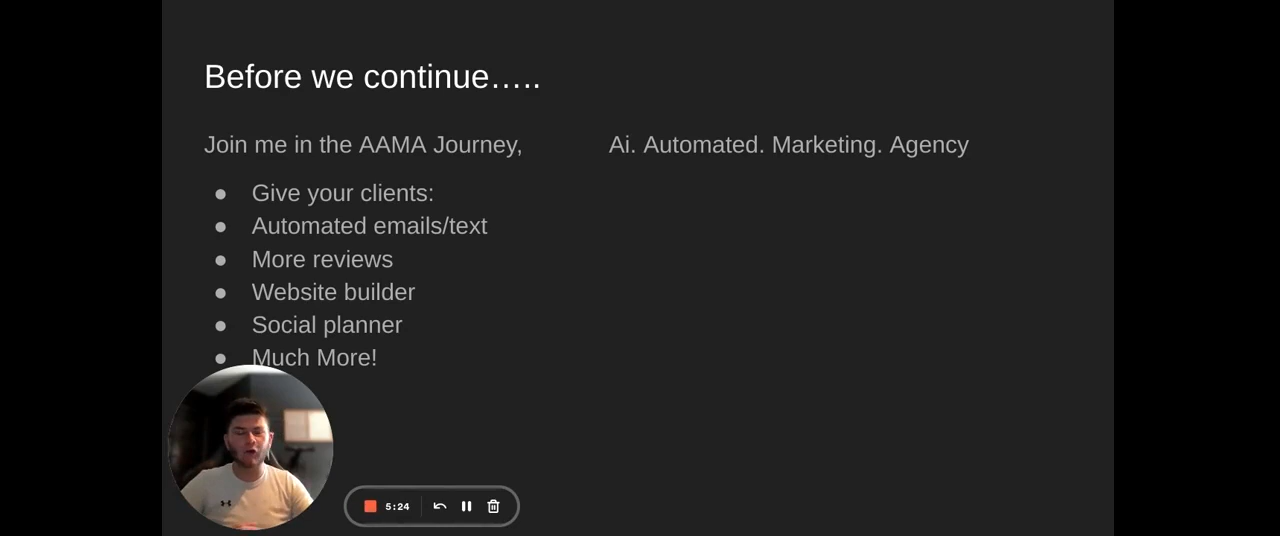 Before we continue…..
Join me in the AAMA Journey, Ai. Automated. Marketing. Agency
● Give your clients:
● Automated emails/text
● More reviews
● Website builder
● Social planner
● Much More!
5:24